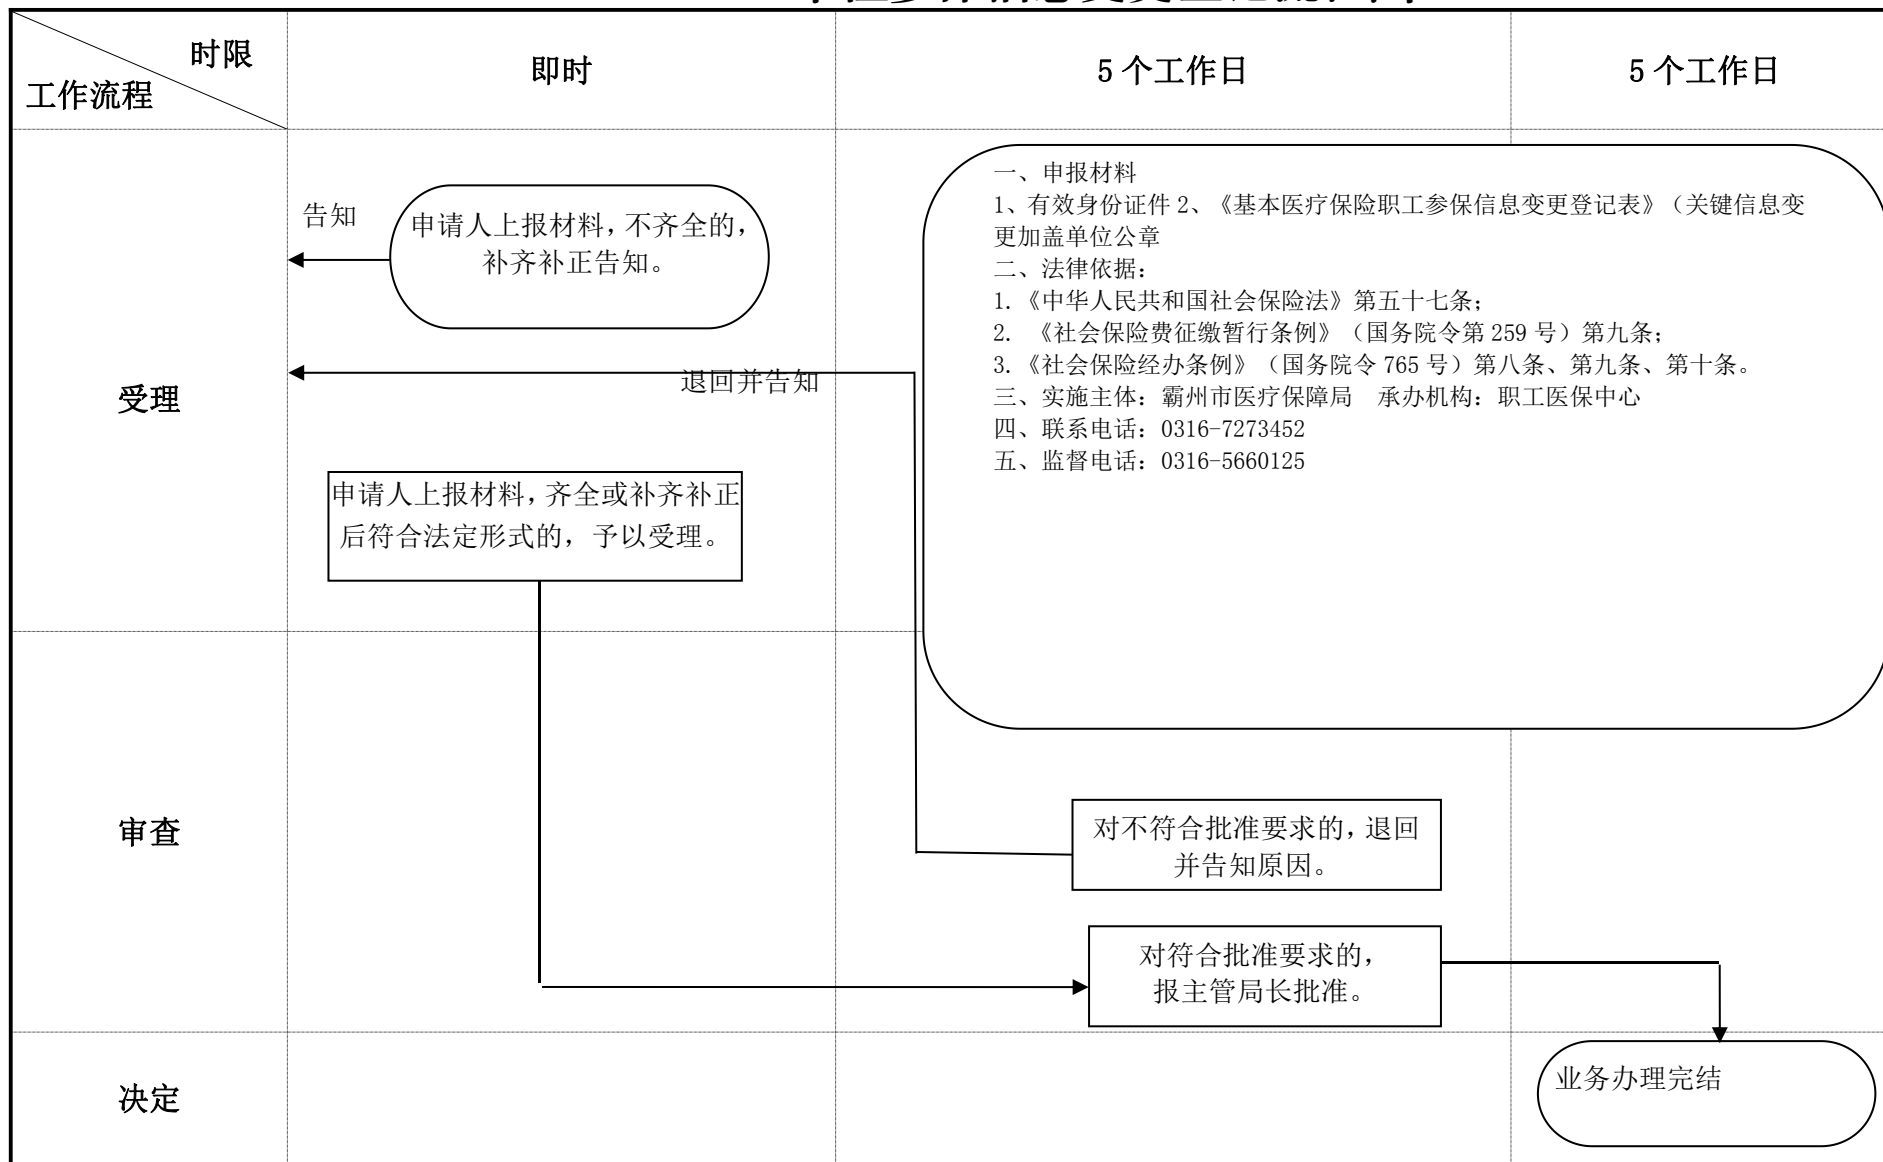 时限
工作流程
即时
5 个工作日
5 个工作日
受理
告知
申请人上报材料，不齐全的，
补齐补正告知。
退回并告知
申请人上报材料，齐全或补齐补正
后符合法定形式的，予以受理。
一、申报材料
1、有效身份证件 2、《基本医疗保险职工参保信息变更登记表》（关键信息变
更加盖单位公章
二、法律依据：
1.《中华人民共和国社会保险法》第五十七条；
2. 《社会保险费征缴暂行条例》（国务院令第 259 号）第九条；
3.《社会保险经办条例》（国务院令 765 号）第八条、第九条、第十条。
三、实施主体：霸州市医疗保障局　承办机构：职工医保中心
四、联系电话：0316-7273452
五、监督电话：0316-5660125
审查
对不符合批准要求的，退回
并告知原因。
对符合批准要求的，
报主管局长批准。
决定
业务办理完结